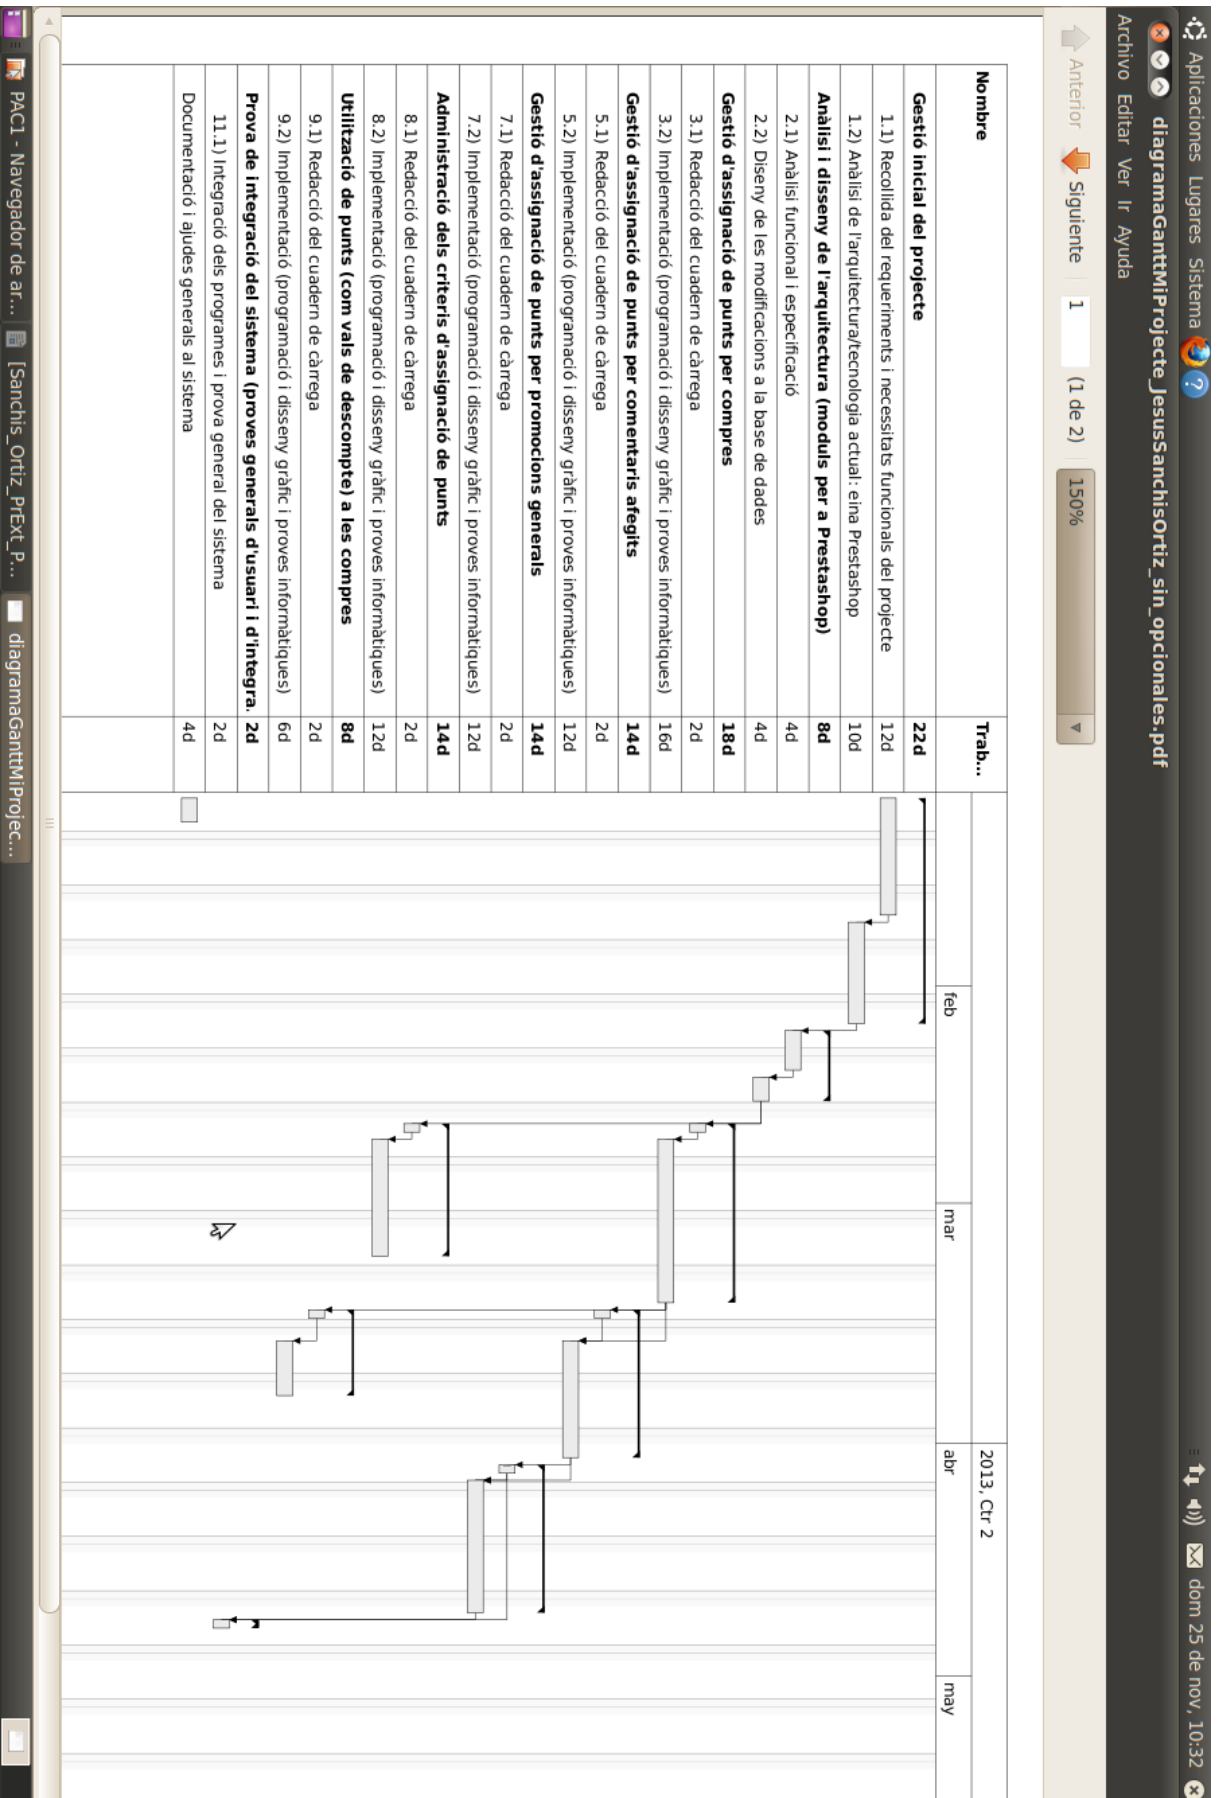 Aplicaciones Lugares Sistema
dom 25 de nov, 10:32
diagramaGanttMiProjecte_JesusSanchisOrtiz_sin_opcionales.pdf
Archivo Editar Ver Ir Ayuda
Anterior Siguiente 1 (1 de 2) 150%
Nombre Trab... 2013, Ctr 2
feb mar abr may
Gestió inicial del projecte 22d
1.1) Recollida del requeriments i necessitats funcionals del projecte 12d
1.2) Anàlisi de l'arquitectura/tecnologia actual: eina Prestashop 10d
Anàlisi i disseny de l'arquitectura (moduls per a Prestashop) 8d
2.1) Anàlisi funcional i especificació 4d
2.2) Diseny de les modificacions a la base de dades 4d
Gestió d'assignació de punts per compres 18d
3.1) Redacció del cuadern de càrrega 2d
3.2) Implementació (programació i disseny gràfic i proves informàtiques) 16d
Gestió d'assignació de punts per comentaris afegits 14d
5.1) Redacció del cuadern de càrrega 2d
5.2) Implementació (programació i disseny gràfic i proves informàtiques) 12d
Gestió d'assignació de punts per promocions generals 14d
7.1) Redacció del cuadern de càrrega 2d
7.2) Implementació (programació i disseny gràfic i proves informàtiques) 12d
Administració dels criteris d'assignació de punts 14d
8.1) Redacció del cuadern de càrrega 2d
8.2) Implementació (programació i disseny gràfic i proves informàtiques) 12d
Utilització de punts (com vals de descompte) a les compres 8d
9.1) Redacció del cuadern de càrrega 2d
9.2) Implementació (programació i disseny gràfic i proves informàtiques) 6d
Prova de integració del sistema (proves generals d'usuari i d'integra. 2d
11.1) Integració dels programes i prova general del sistema 2d
Documentació i ajudes generals al sistema 4d
PAC1 - Navegador de ar... [Sanchis_Ortiz_PrExt_P... diagramaGanttMiProjec...